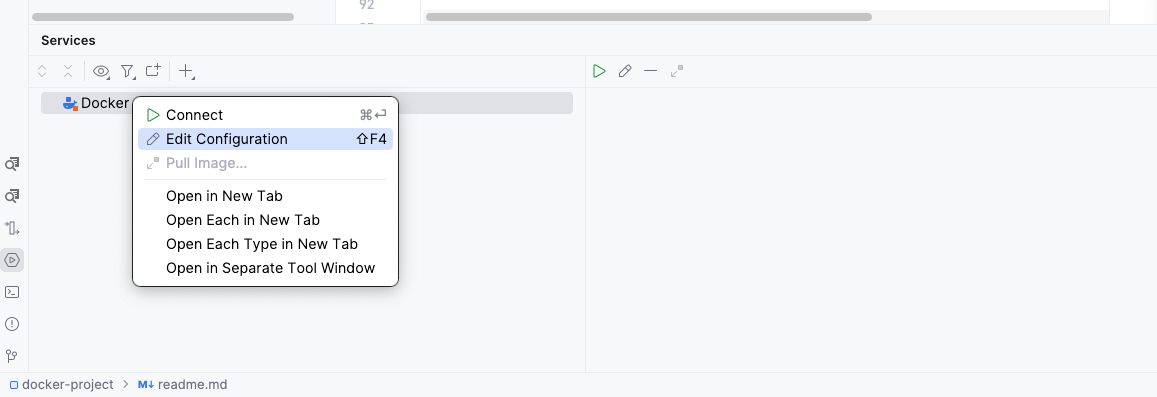 92
Services
Docker
Connect ⌘↩
Edit Configuration ⇧F4
Pull Image...
Open in New Tab
Open Each in New Tab
Open Each Type in New Tab
Open in Separate Tool Window
docker-project > M↓ readme.md